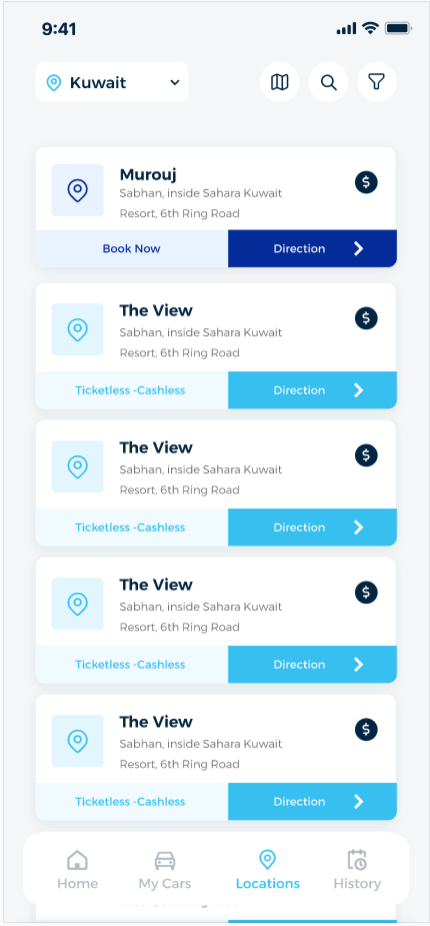 9:41
Kuwait
Murouj
$
Sabhan, inside Sahara Kuwait
Resort, 6th Ring Road
Book Now
Direction
The View
$
Sabhan, inside Sahara Kuwait
Resort, 6th Ring Road
Ticketless -Cashless
Direction
The View
$
Sabhan, inside Sahara Kuwait
Resort, 6th Ring Road
Ticketless -Cashless
Direction
The View
$
Sabhan, inside Sahara Kuwait
Resort, 6th Ring Road
Ticketless -Cashless
Direction
The View
$
Sabhan, inside Sahara Kuwait
Resort, 6th Ring Road
Ticketless -Cashless
Direction
Home
My Cars
Locations
History